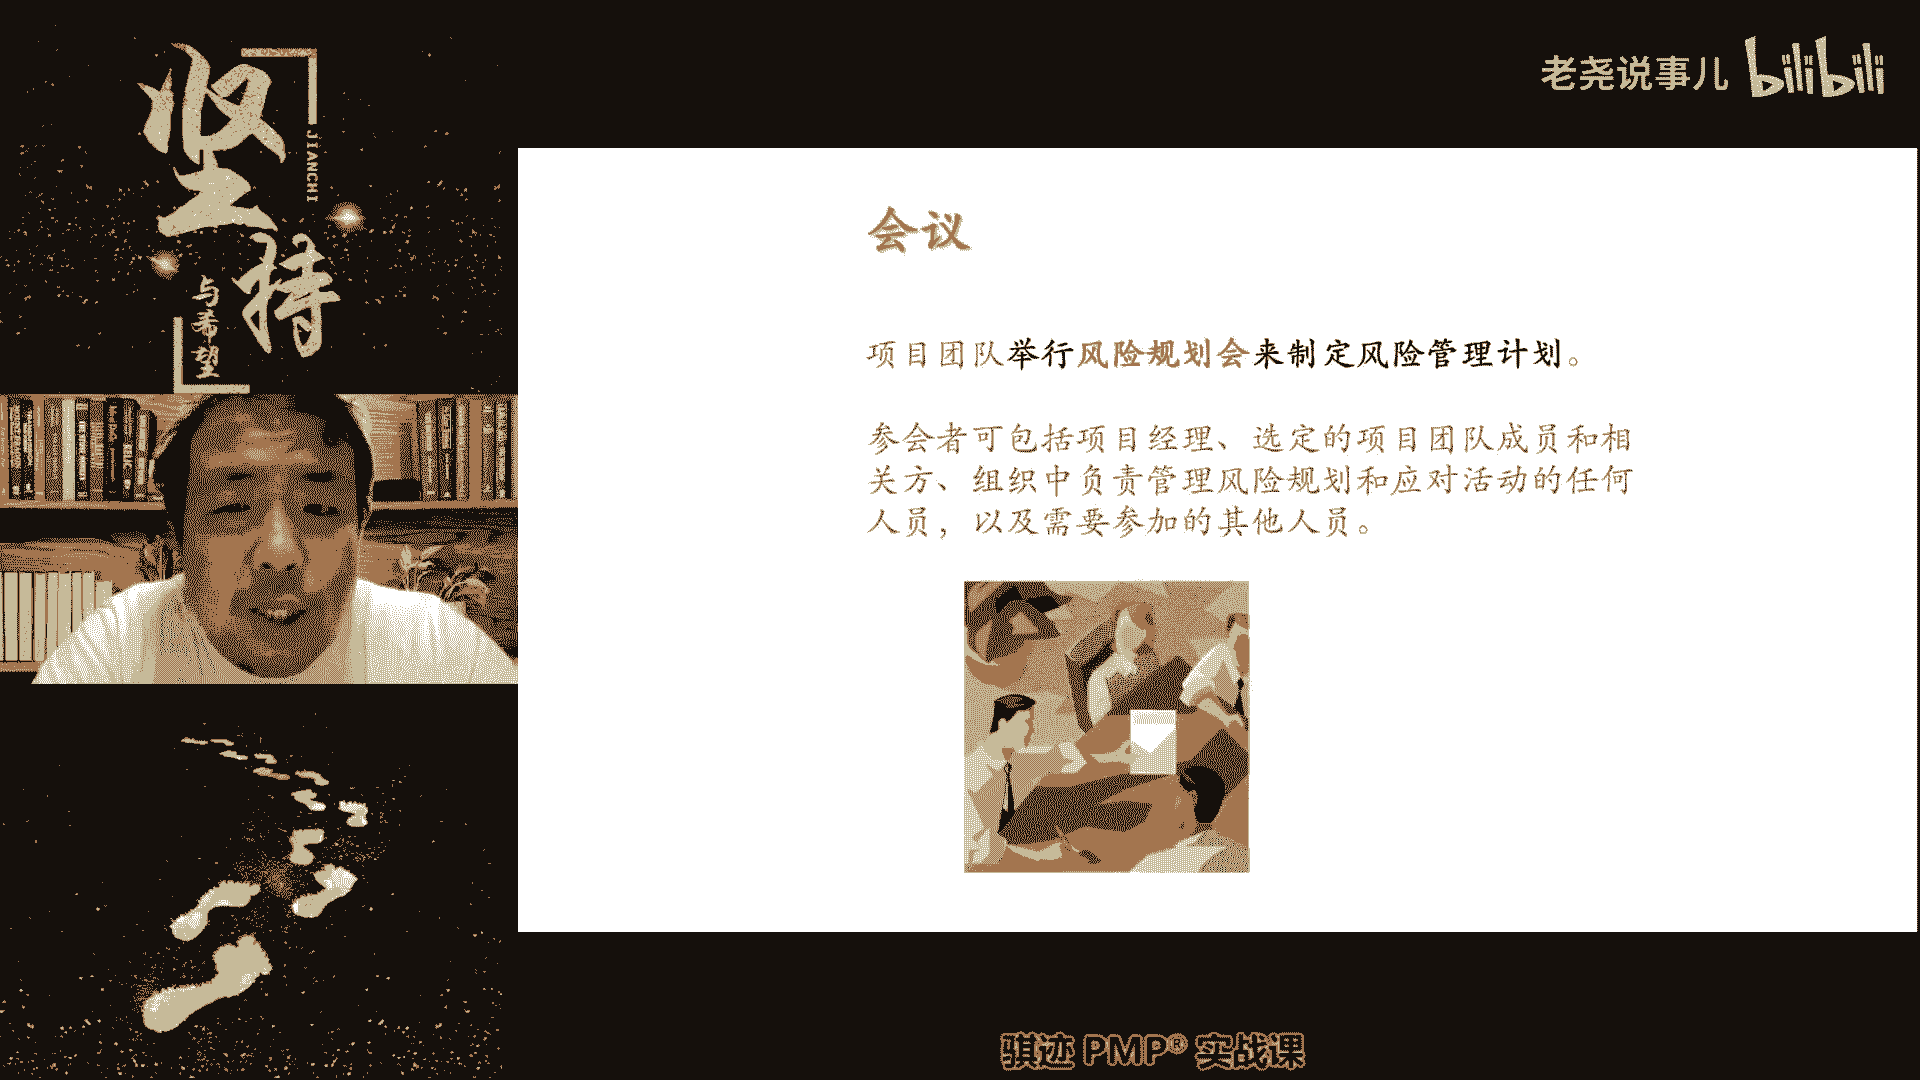 坚持
JIANCHI
与希望
老尧说事儿 bilibili
会议
项目团队举行风险规划会来制定风险管理计划。
参会者可包括项目经理、选定的项目团队成员和相
关方、组织中负责管理风险规划和应对活动的任何
人员，以及需要参加的其他人员。
骐迹 PMP® 实战课